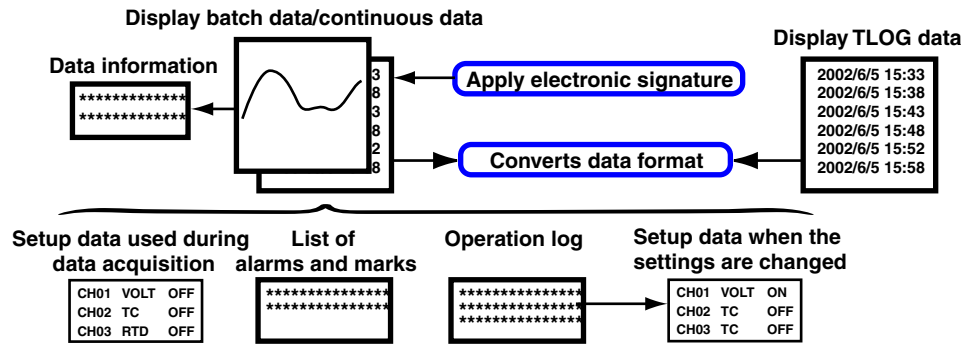 Display batch data/continuous data
Data information
*************
*************
3
8
3
8
2
8
Apply electronic signature
Converts data format
Display TLOG data
2002/6/5 15:33
2002/6/5 15:38
2002/6/5 15:43
2002/6/5 15:48
2002/6/5 15:52
2002/6/5 15:58
Setup data used during
data acquisition
CH01 VOLT OFF
CH02 TC OFF
CH03 RTD OFF
List of
alarms and marks
****************
****************
Operation log
****************
****************
****************
Setup data when the
settings are changed
CH01 VOLT ON
CH02 TC OFF
CH03 TC OFF